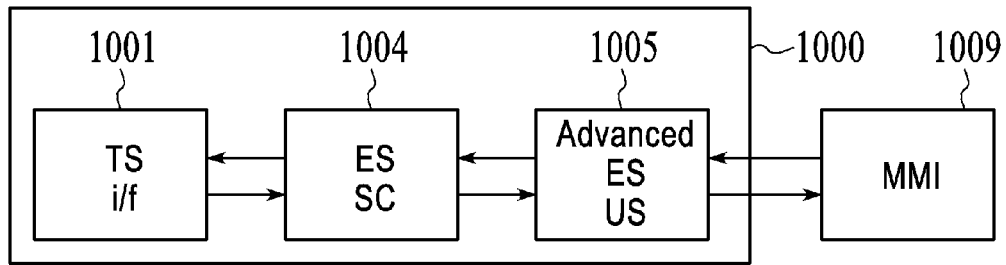 1001
1004
1005
1000
1009
TS
i/f
ES
SC
Advanced
ES
US
MMI